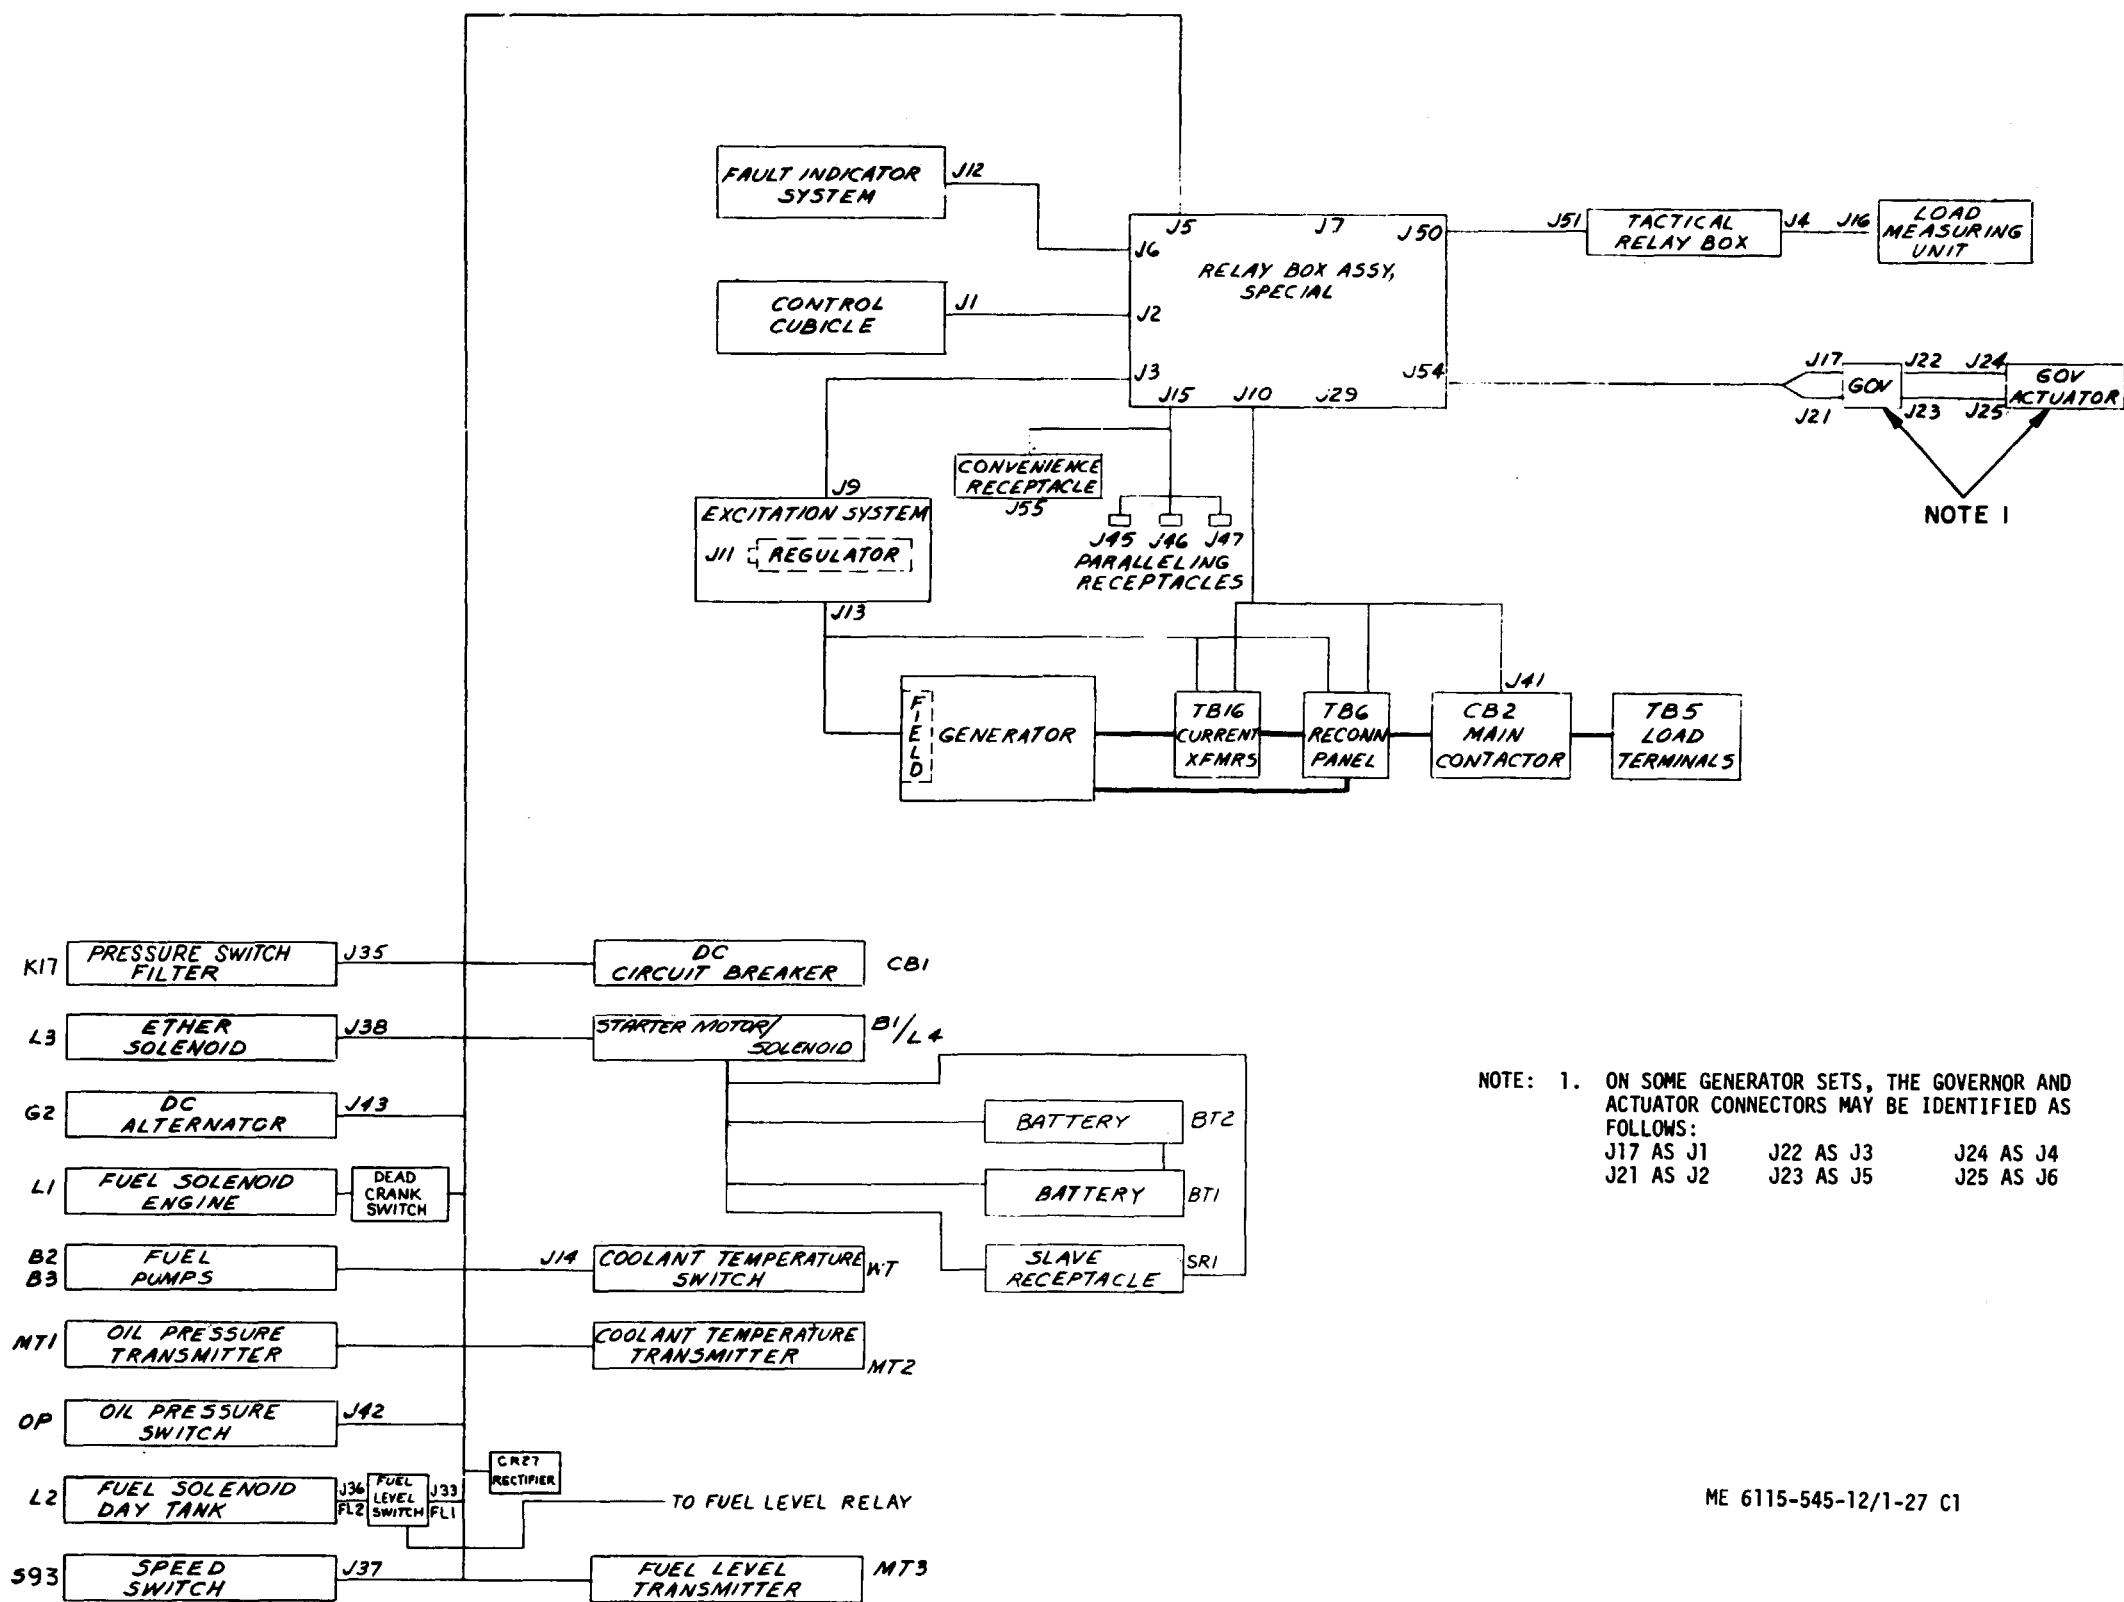 FAULT INDICATOR
SYSTEM
J12
J6
J5
J7
J50
RELAY BOX ASSY,
SPECIAL
J51
TACTICAL
RELAY BOX
J4
J16
LOAD
MEASURING
UNIT
CONTROL
CUBICLE
J1
J2
J3
J15
J10
J29
J54
J17
J21
GOV
J22
J23
J24
J25
GOV
ACTUATOR
NOTE 1
CONVENIENCE
RECEPTACLE
J55
J45 J46 J47
PARALLELING
RECEPTACLES
J9
EXCITATION SYSTEM
J11
REGULATOR
J13
FIELD
GENERATOR
TB16
CURRENT
XFMRS
TB6
RECONN
PANEL
J41
CB2
MAIN
CONTACTOR
TB5
LOAD
TERMINALS
K17
PRESSURE SWITCH
FILTER
J35
DC
CIRCUIT BREAKER
CB1
L3
ETHER
SOLENOID
J38
STARTER MOTOR/
SOLENOID
B1/L4
G2
DC
ALTERNATOR
J43
BATTERY
BT2
L1
FUEL SOLENOID
ENGINE
DEAD
CRANK
SWITCH
BATTERY
BT1
B2
B3
FUEL
PUMPS
J14
COOLANT TEMPERATURE
SWITCH
WT
SLAVE
RECEPTACLE
SR1
MT1
OIL PRESSURE
TRANSMITTER
COOLANT TEMPERATURE
TRANSMITTER
MT2
OP
OIL PRESSURE
SWITCH
J42
CR27
RECTIFIER
L2
FUEL SOLENOID
DAY TANK
J36
FL2
FUEL
LEVEL
SWITCH
J33
FL1
TO FUEL LEVEL RELAY
S93
SPEED
SWITCH
J37
FUEL LEVEL
TRANSMITTER
MT3
NOTE: 1. ON SOME GENERATOR SETS, THE GOVERNOR AND
ACTUATOR CONNECTORS MAY BE IDENTIFIED AS
FOLLOWS:
J17 AS J1 J22 AS J3 J24 AS J4
J21 AS J2 J23 AS J5 J25 AS J6
ME 6115-545-12/1-27 C1